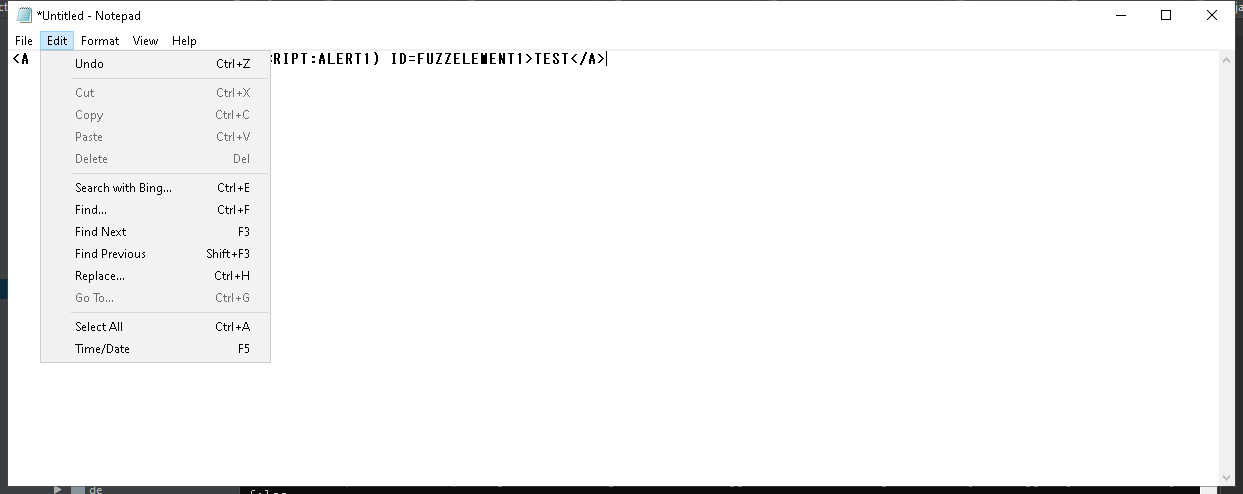 *Untitled - Notepad
File Edit Format View Help
<A RIPT:ALERT1) ID=FUZZELEMENT1>TEST</A>
Undo Ctrl+Z
Cut Ctrl+X
Copy Ctrl+C
Paste Ctrl+V
Delete Del
Search with Bing... Ctrl+E
Find... Ctrl+F
Find Next F3
Find Previous Shift+F3
Replace... Ctrl+H
Go To... Ctrl+G
Select All Ctrl+A
Time/Date F5
de